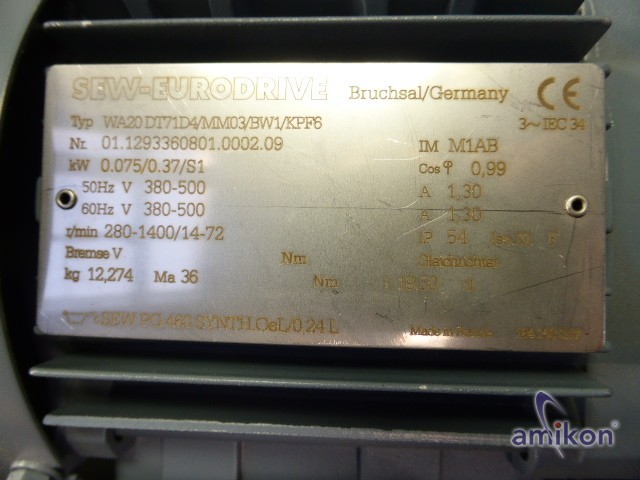 SEW-EURODRIVE Bruchsal/Germany CE
Typ WA20 DT71D4/MM03/BW1/KPF6 3~IEC 34
Nr. 01.1293360801.0002.09 IM M1AB
kW 0.075/0.37/S1 Cos φ 0,99
50Hz V 380-500 A 1,30
60Hz V 380-500 A 1,30
r/min 280-1400/14-72 IP 54 F
Bremse V Nm Gleichrichter
kg 12,274 Ma 36 Nm
SYNTH.OeL/0,24 L Made in
amikon